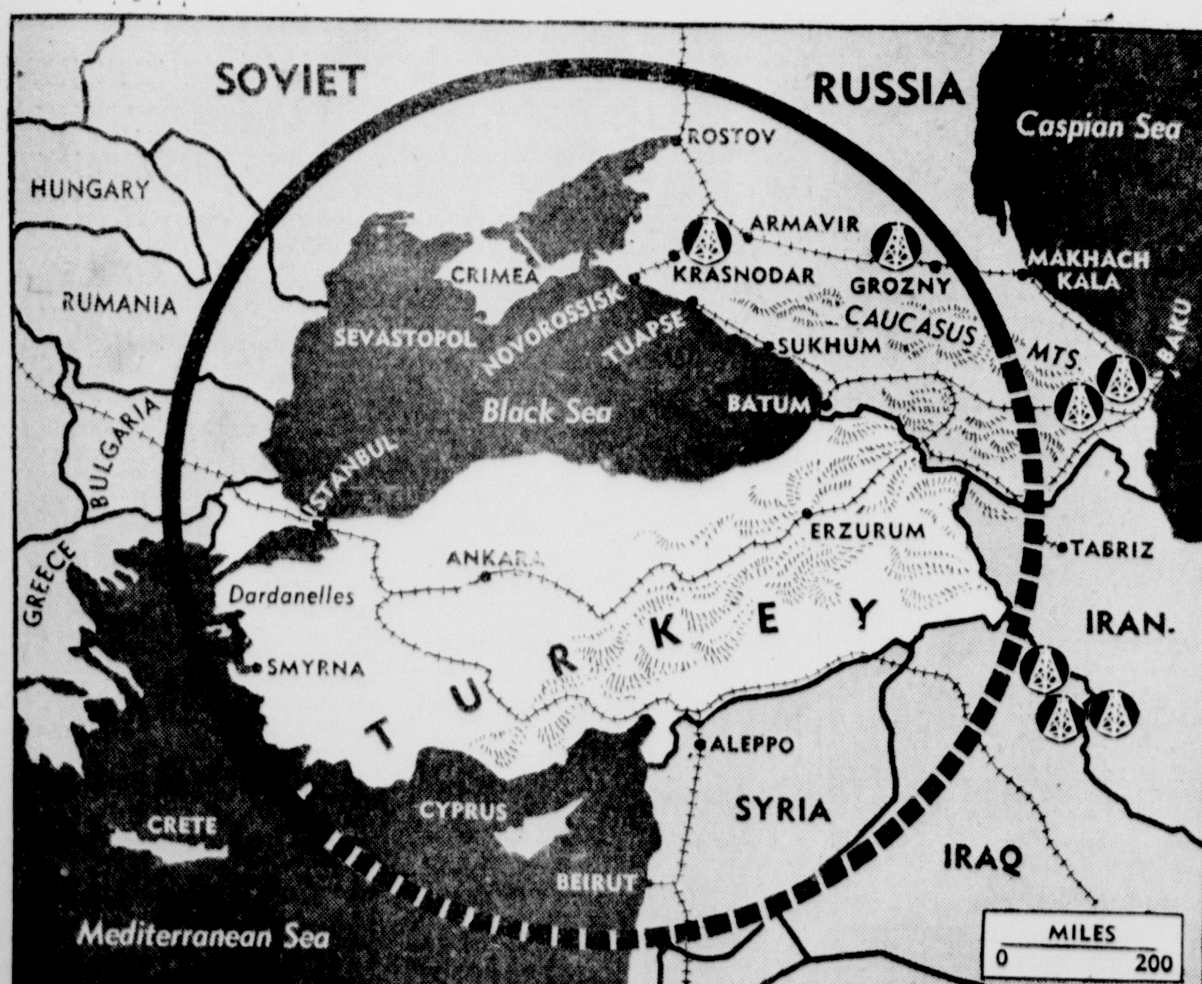 SOVIET
RUSSIA
Caspian Sea
ROSTOV
HUNGARY
ARMAVIR
MAKHACH
KALA
CRIMEA
KRASNODAR
GROZNY
RUMANIA
NOVOROSSISK
CAUCASUS
MTS.
SEVASTOPOL
TUAPSE
SUKHUM
BAKU
Black Sea
BATUM
BULGARIA
ISTANBUL
ERZURUM
TABRIZ
ANKARA
GREECE
Dardanelles
TURKEY
IRAN
SMYRNA
ALEPPO
CYPRUS
SYRIA
CRETE
IRAQ
BEIRUT
Mediterranean Sea
MILES
0 200